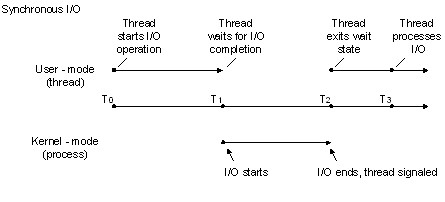 Synchronous I/O
Thread
starts I/O
operation
Thread
waits for I/O
completion
Thread
exits wait
state
Thread
processes
I/O
User - mode
(thread)
T0
T1
T2
T3
Kernel - mode
(process)
I/O starts
I/O ends, thread signaled